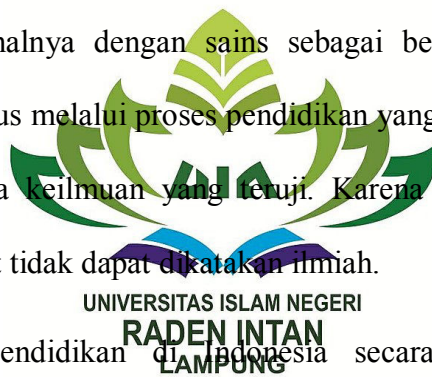 halnya dengan sains sebagai be
us melalui proses pendidikan yang
a keilmuan yang teruji. Karena
t tidak dapat dikatakan ilmiah.
UNIVERSITAS ISLAM NEGERI
RADEN INTAN
LAMPUNG
endidikan di Indonesia secara